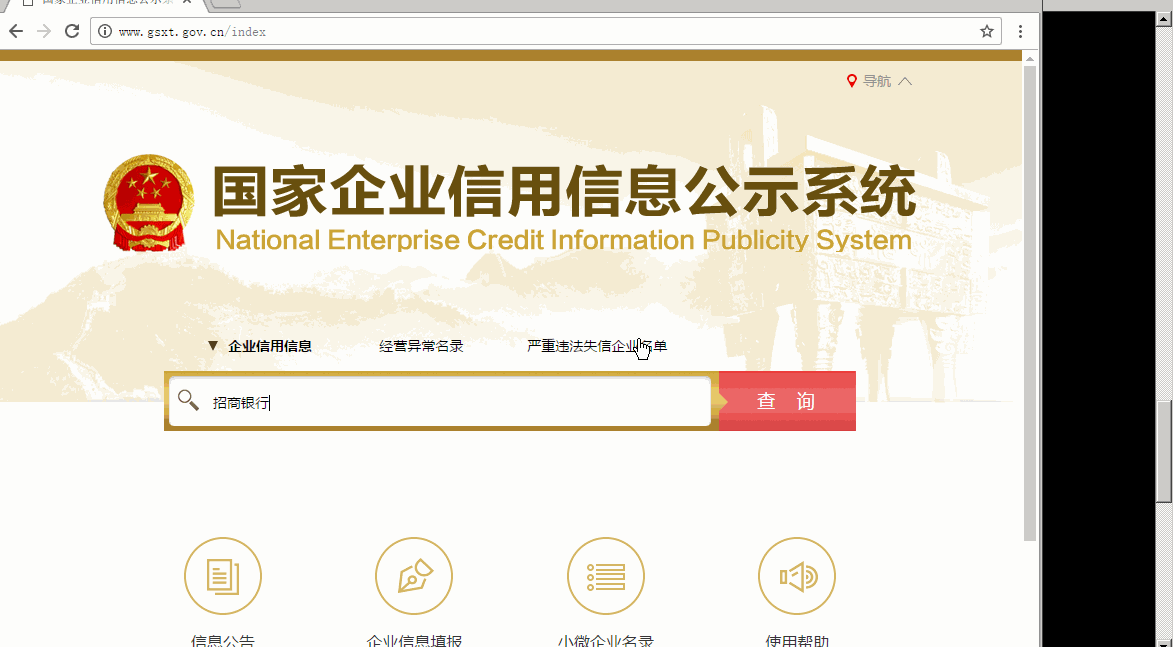 国家企业信用信息公示系
www.gsxt.gov.cn/index
导航
国家企业信用信息公示系统
National Enterprise Credit Information Publicity System
▼ 企业信用信息 经营异常名录 严重违法失信企业名单
招商银行 查 询
信息公告 企业信息填报 小微企业名录 使用帮助